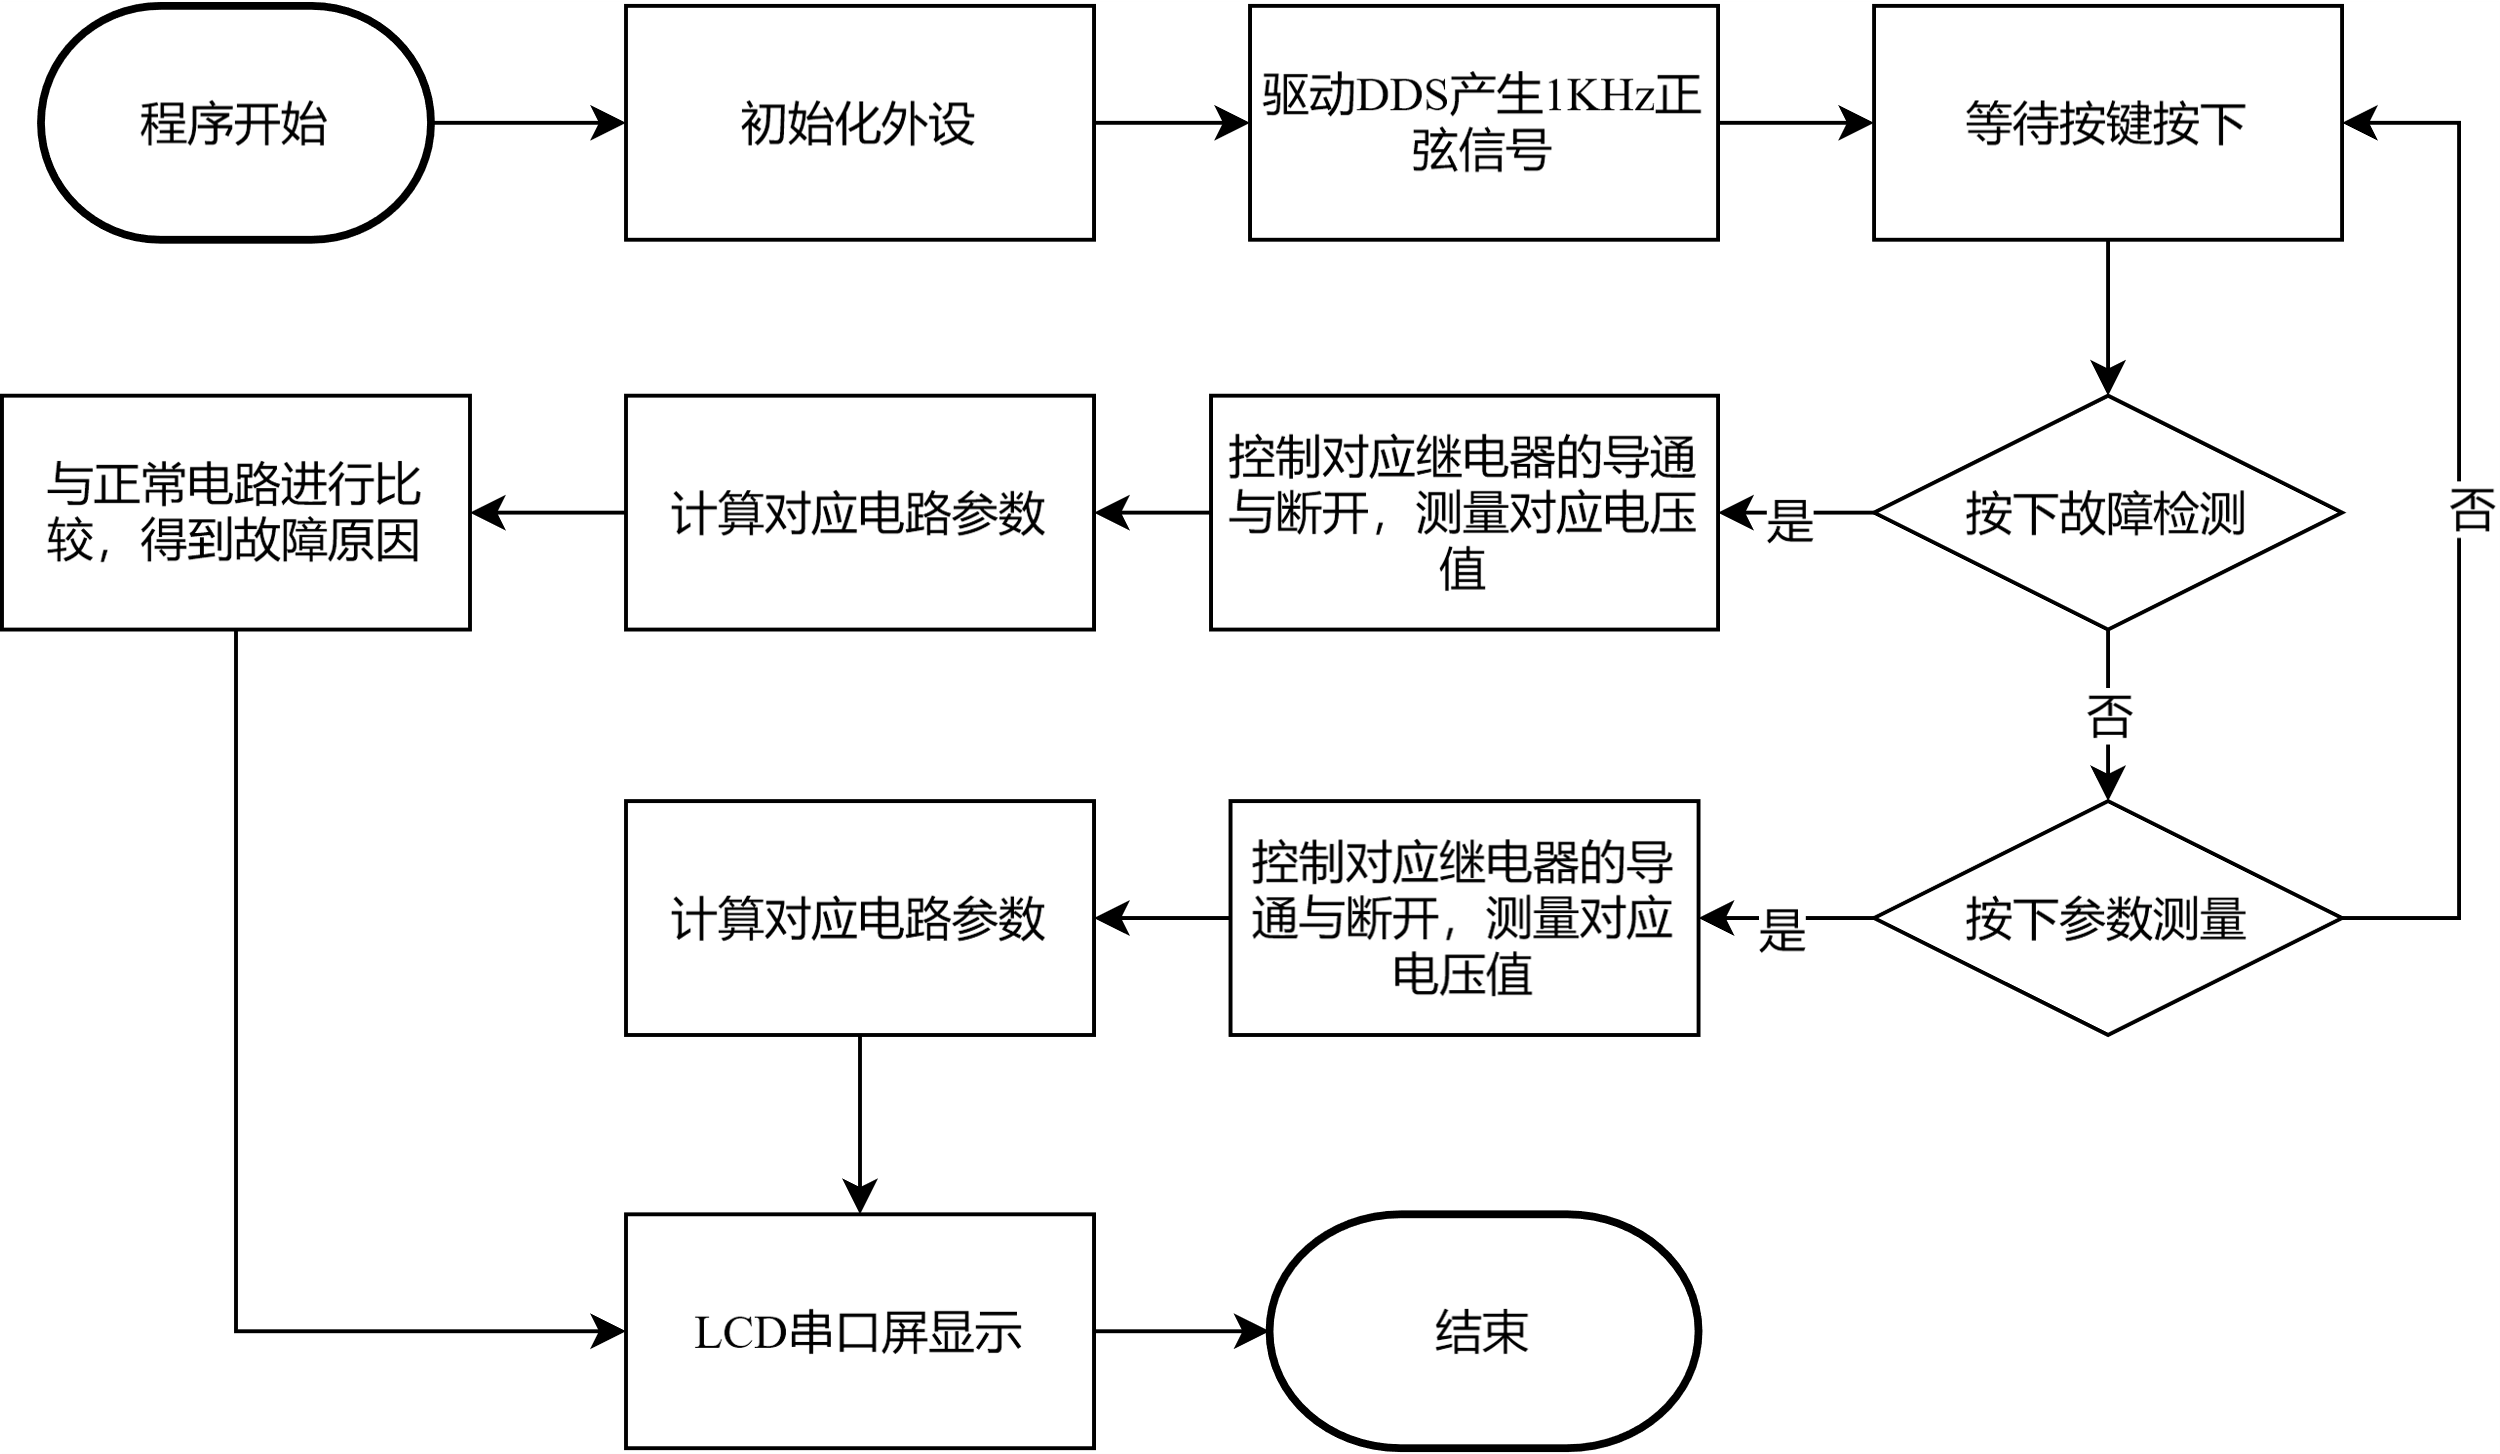 程序开始
初始化外设
驱动DDS产生1KHz正
弦信号
等待按键按下
与正常电路进行比
较，得到故障原因
计算对应电路参数
控制对应继电器的导通
与断开，测量对应电压
值
是
按下故障检测
否
否
计算对应电路参数
控制对应继电器的导
通与断开，测量对应
电压值
是
按下参数测量
LCD串口屏显示
结束